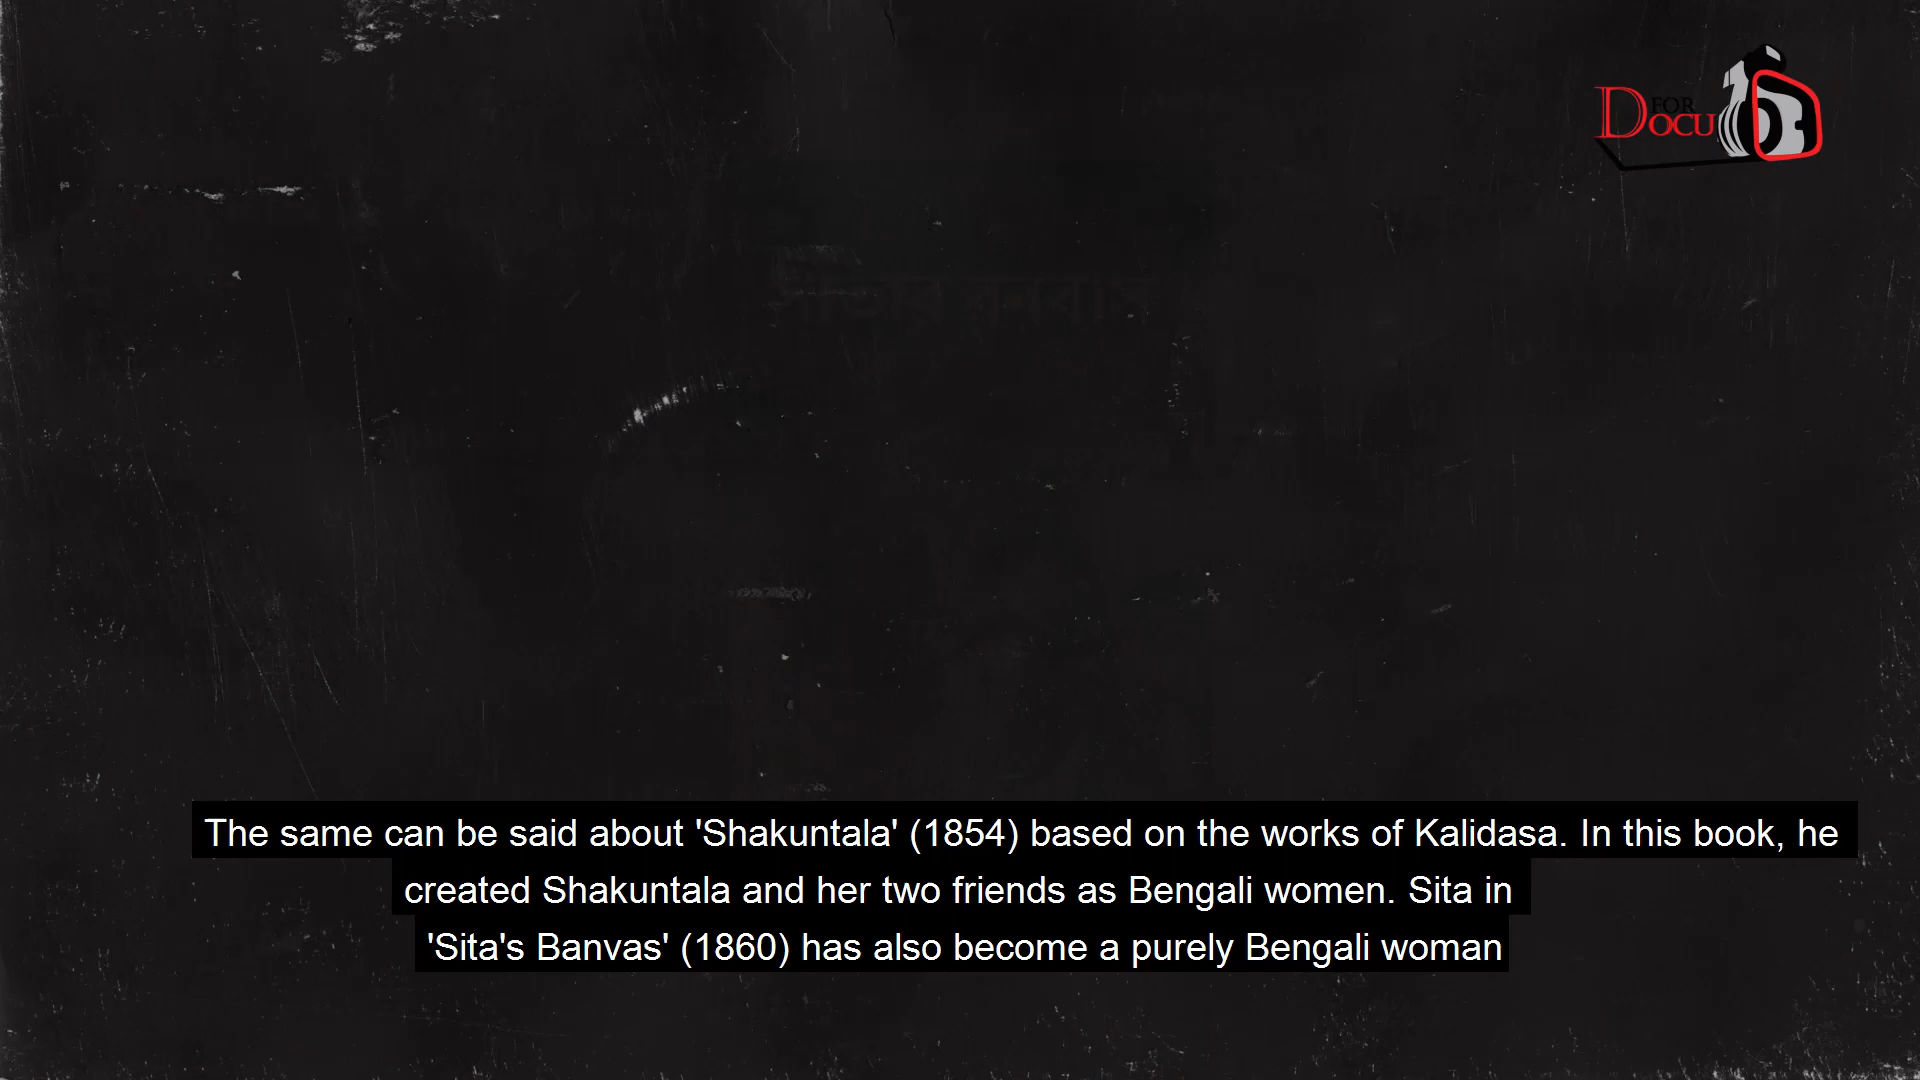 D FOR
OCU
সীতার বনবাস
The same can be said about 'Shakuntala' (1854) based on the works of Kalidasa. In this book, he
created Shakuntala and her two friends as Bengali women. Sita in
'Sita's Banvas' (1860) has also become a purely Bengali woman